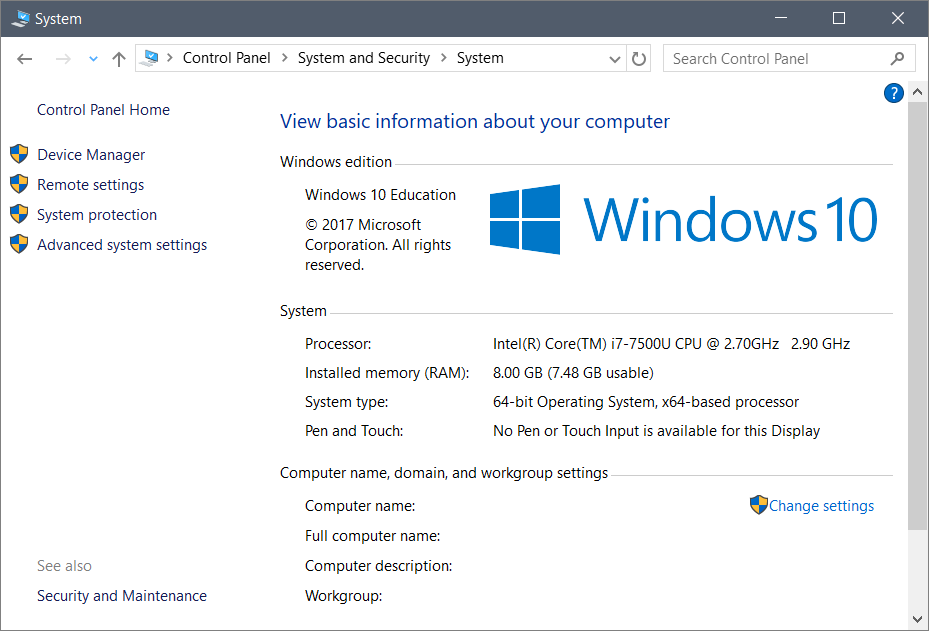 System
Control Panel > System and Security > System
Search Control Panel
?
Control Panel Home
Device Manager
Remote settings
System protection
Advanced system settings
See also
Security and Maintenance
View basic information about your computer
Windows edition
Windows 10 Education
© 2017 Microsoft
Corporation. All rights
reserved.
Windows 10
System
Processor: Intel(R) Core(TM) i7-7500U CPU @ 2.70GHz 2.90 GHz
Installed memory (RAM): 8.00 GB (7.48 GB usable)
System type: 64-bit Operating System, x64-based processor
Pen and Touch: No Pen or Touch Input is available for this Display
Computer name, domain, and workgroup settings
Computer name: Change settings
Full computer name:
Computer description:
Workgroup: